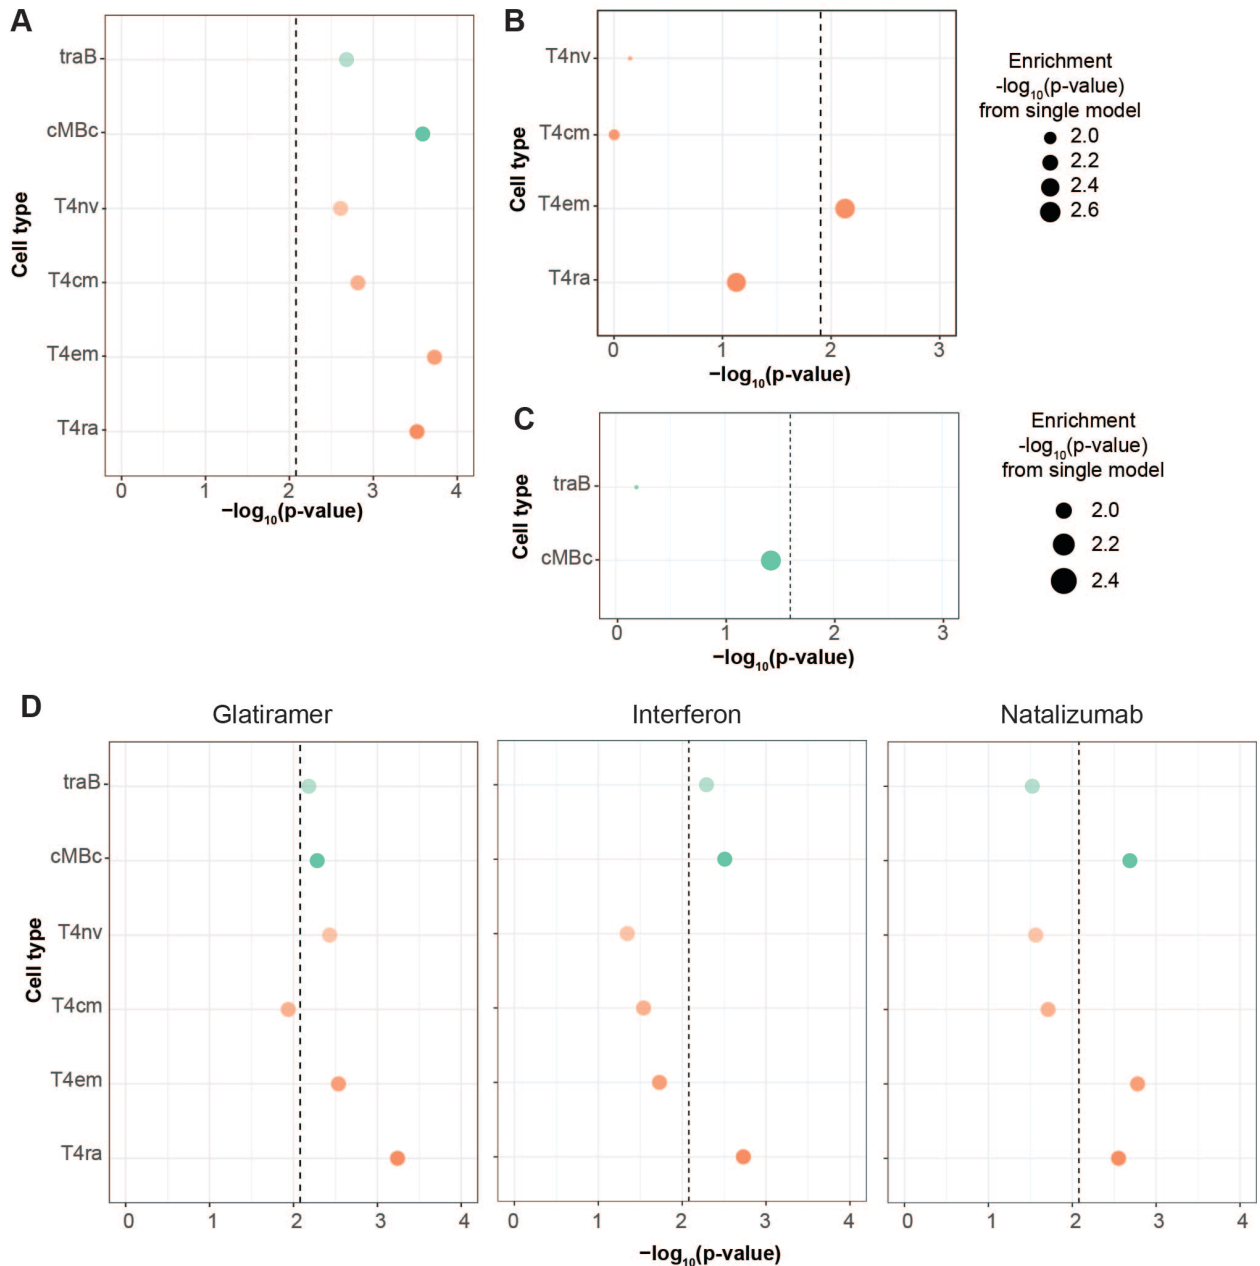 A
traB
cMBc
T4nv
T4cm
T4em
T4ra
Cell type
0 1 2 3 4
−log10(p-value)
B
T4nv
T4cm
T4em
T4ra
Cell type
0 1 2 3
−log10(p-value)
Enrichment
-log10(p-value)
from single model
2.0
2.2
2.4
2.6
C
traB
cMBc
Cell type
0 1 2 3
−log10(p-value)
Enrichment
-log10(p-value)
from single model
2.0
2.2
2.4
D
Glatiramer Interferon Natalizumab
traB
cMBc
T4nv
T4cm
T4em
T4ra
Cell type
0 1 2 3 4 0 1 2 3 4 0 1 2 3 4
−log10(p-value)